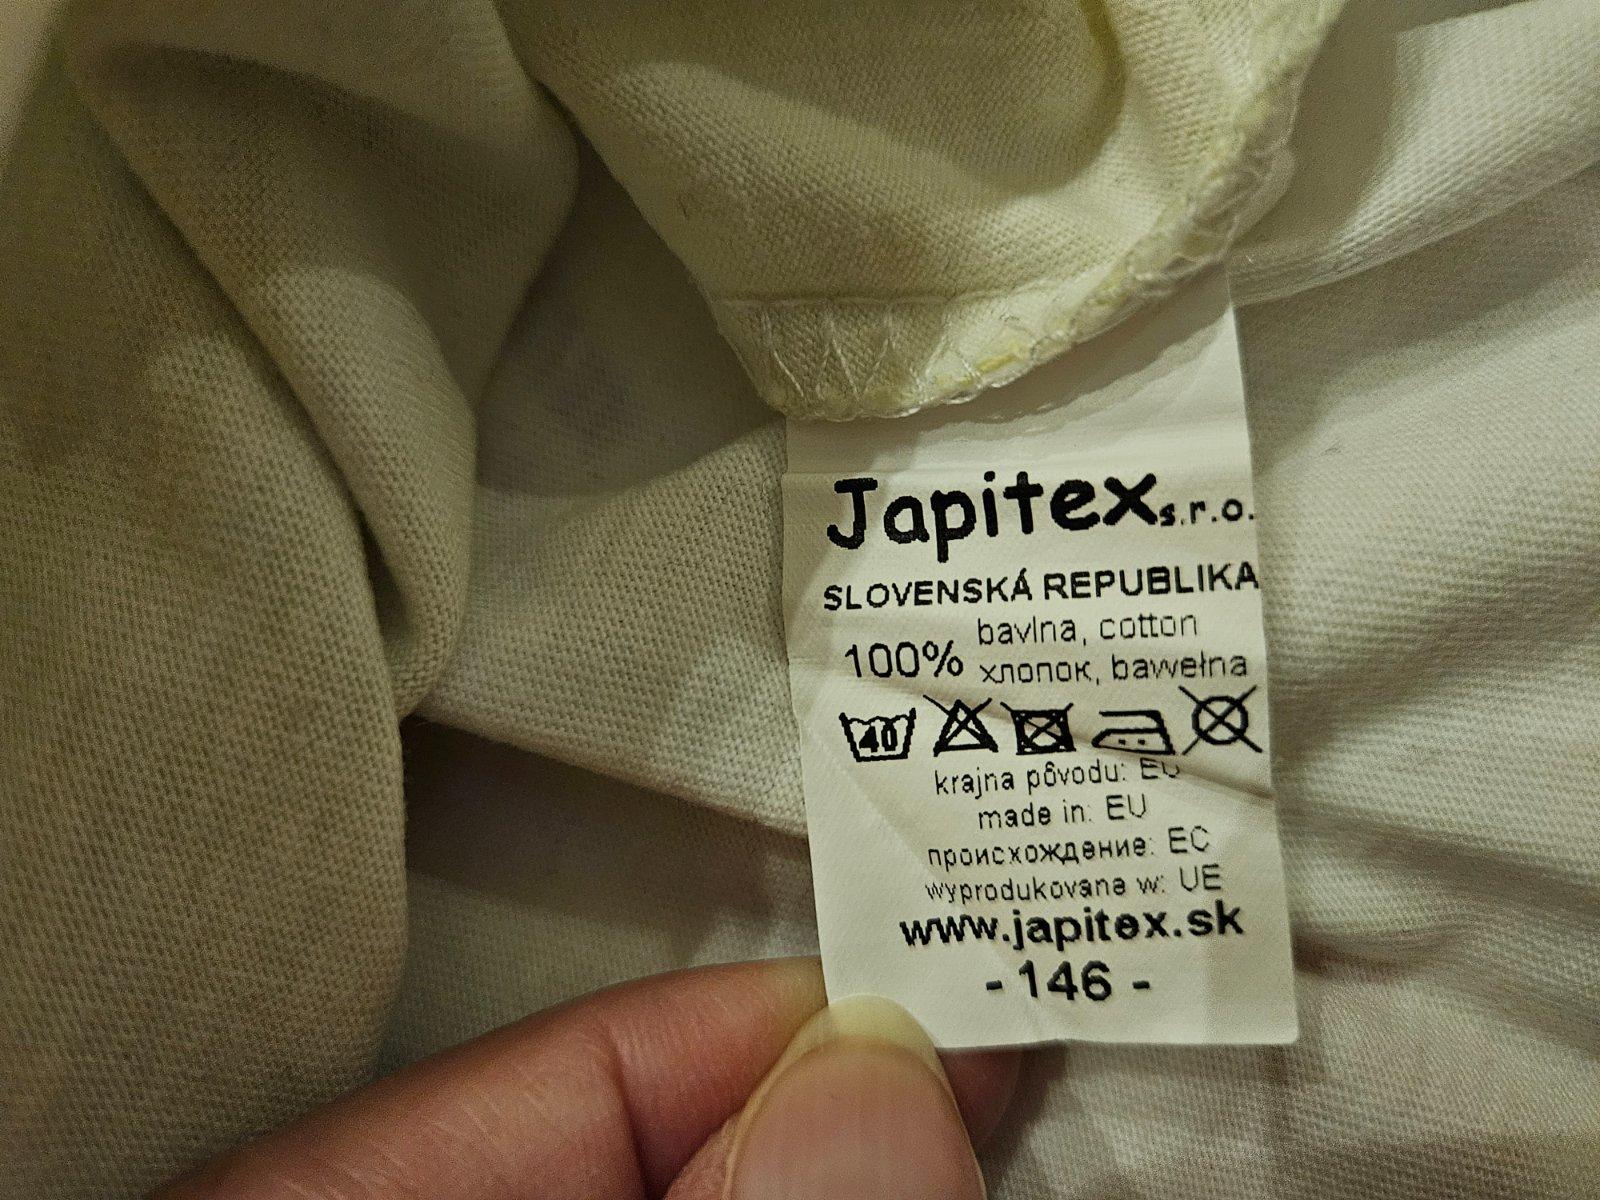 Japitex s.r.o.
SLOVENSKÁ REPUBLIKA
100% bavlna, cotton
хлопок, bawełna
40
krajna pôvodu: EU
made in: EU
происхождение: EC
wyprodukovana w: UE
www.japitex.sk
- 146 -